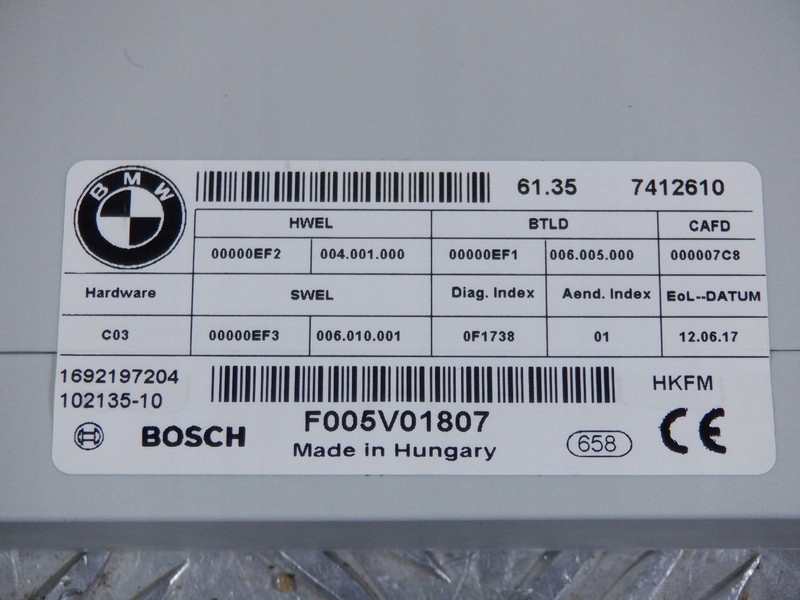 BMW
61.35 7412610
HWEL BTLD CAFD
00000EF2 004.001.000 00000EF1 006.005.000 000007C8
Hardware SWEL Diag. Index Aend. Index EoL--DATUM
C03 00000EF3 006.010.001 0F1738 01 12.06.17
1692197204 HKFM
102135-10
F005V01807
BOSCH Made in Hungary 658 CE